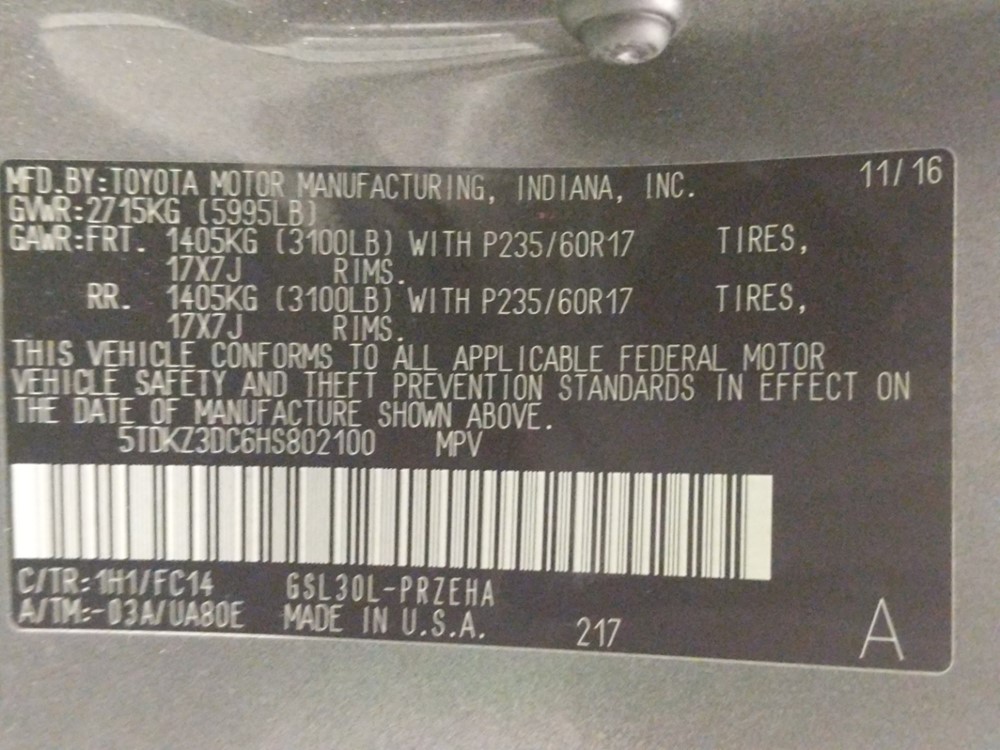 MFD.BY:TOYOTA MOTOR MANUFACTURING, INDIANA, INC. 11/16
GVWR:2715KG (5995LB)
GAWR:FRT. 1405KG (3100LB) WITH P235/60R17 TIRES,
17X7J RIMS.
RR. 1405KG (3100LB) WITH P235/60R17 TIRES,
17X7J RIMS.
THIS VEHICLE CONFORMS TO ALL APPLICABLE FEDERAL MOTOR
VEHICLE SAFETY AND THEFT PREVENTION STANDARDS IN EFFECT ON
THE DATE OF MANUFACTURE SHOWN ABOVE.
5TDKZ3DC6HS802100 MPV
C/TR:1H1/FC14 GSL30L-PRZEHA
A/TM:-03A/UA80E MADE IN U.S.A. 217 A